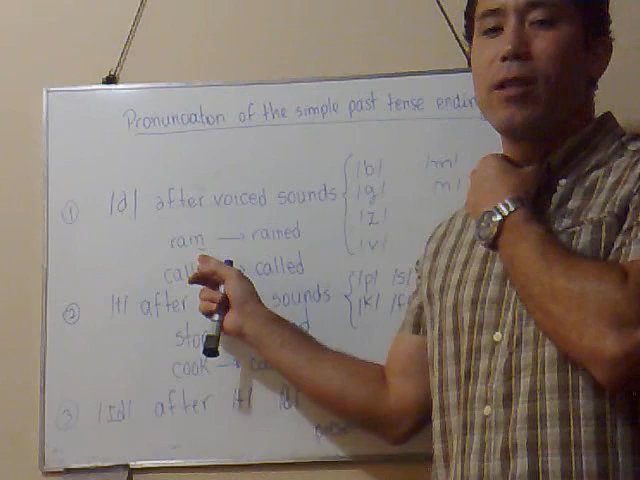 Pronunciation of the simple past tense endin
1 /d/ after voiced sounds { /b/ /m/
/g/ n/
/z/
/v/
rain → rained
call → called
2 /t/ after sounds { /p/ /s/
/k/ /f
sto d
cook →
3 /Id/ after /t/ /d/